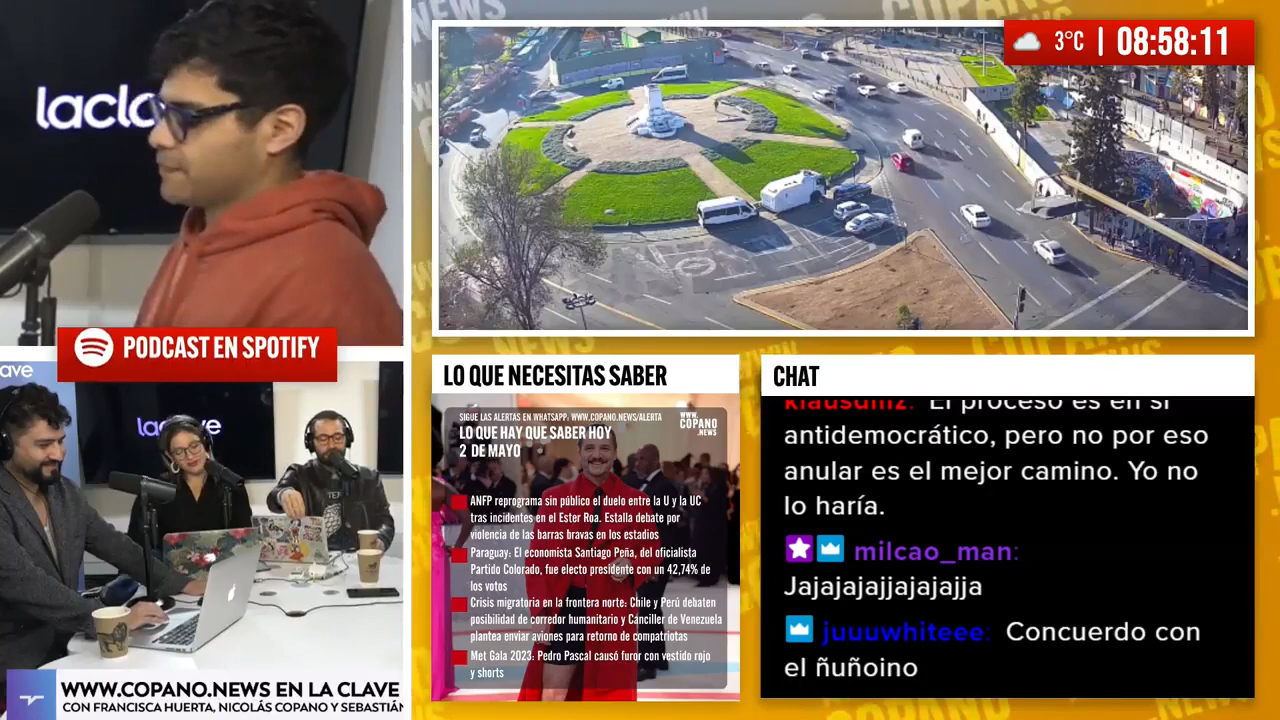 laclave
PODCAST EN SPOTIFY
ave
laclave
WWW.COPANO.NEWS EN LA CLAVE
CON FRANCISCA HUERTA, NICOLÁS COPANO Y SEBASTIÁN
3°C | 08:58:11
LO QUE NECESITAS SABER
SIGUE LAS ALERTAS EN WHATSAPP: WWW.COPANO.NEWS/ALERTA
WWW.
COPANO
.NEWS
LO QUE HAY QUE SABER HOY
2 DE MAYO
ANFP reprograma sin público el duelo entre la U y la UC
tras incidentes en el Ester Roa. Estalla debate por
violencia de las barras bravas en los estadios
Paraguay: El economista Santiago Peña, del oficialista
Partido Colorado, fue electo presidente con un 42,74% de
los votos
Crisis migratoria en la frontera norte: Chile y Perú debaten
posibilidad de corredor humanitario y Cánciller de Venezuela
plantea enviar aviones para retorno de compatriotas
Met Gala 2023: Pedro Pascal causó furor con vestido rojo
y shorts
CHAT
El proceso es en sí
antidemocrático, pero no por eso
anular es el mejor camino. Yo no
lo haría.
milcao_man:
Jajajajajjajajajja
juuuwhiteee: Concuerdo con
el ñuñoino